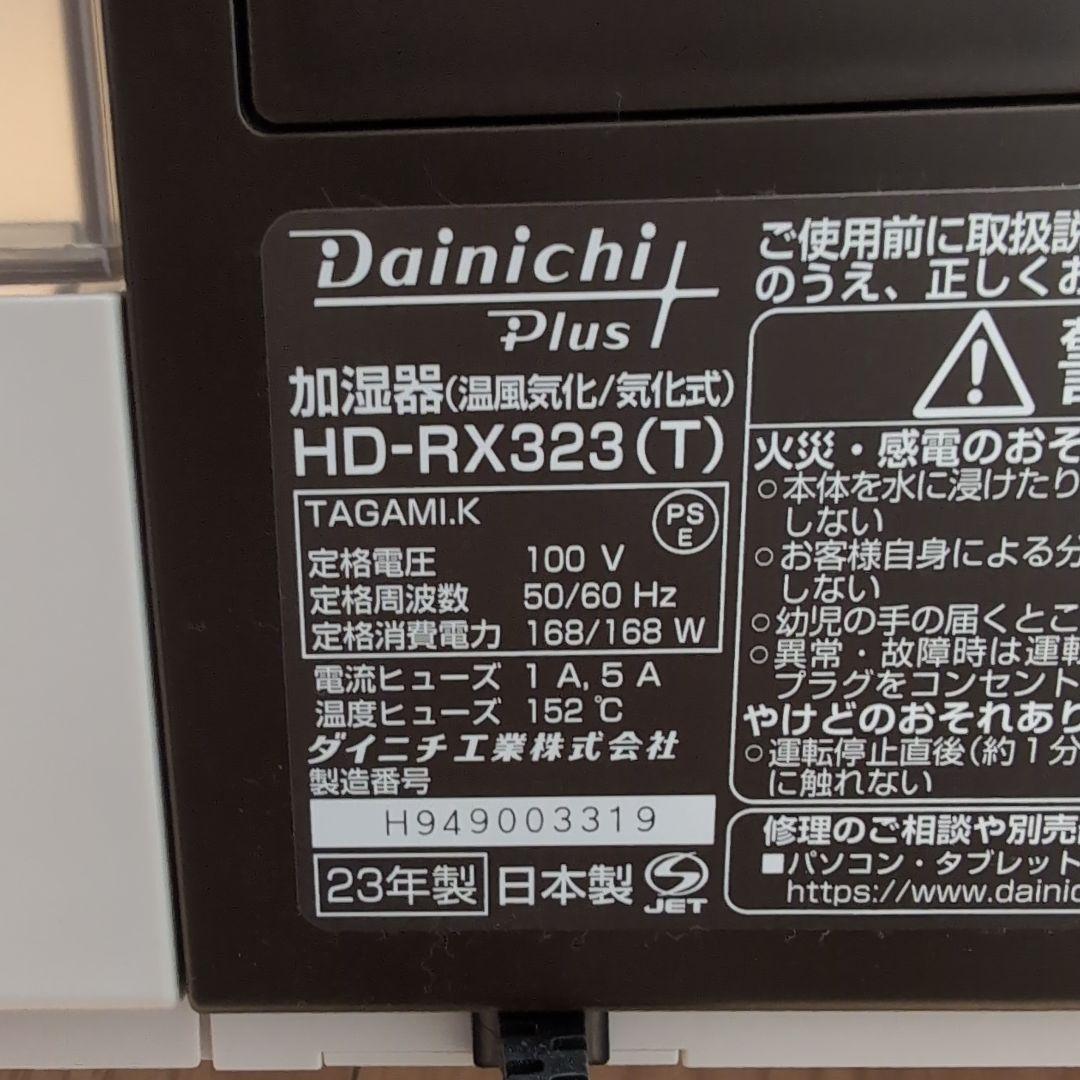 Dainichi
Plus
加湿器(温風気化/気化式)
HD-RX323(T)
TAGAMI.K
PS
E
定格電圧 100 V
定格周波数 50/60 Hz
定格消費電力 168/168 W
電流ヒューズ 1 A, 5 A
温度ヒューズ 152 ℃
ダイニチ工業株式会社
製造番号
H949003319
23年製 日本製
JET
ご使用前に取扱
のうえ、正しくお
火災・感電のおそ
○本体を水に浸けたり
しない
○お客様自身による分
しない
○幼児の手の届くとこ
○異常・故障時は運転
プラグをコンセント
やけどのおそれあり
○運転停止直後(約1分
に触れない
修理のご相談や別売
■パソコン・タブレット
https://www.dainic